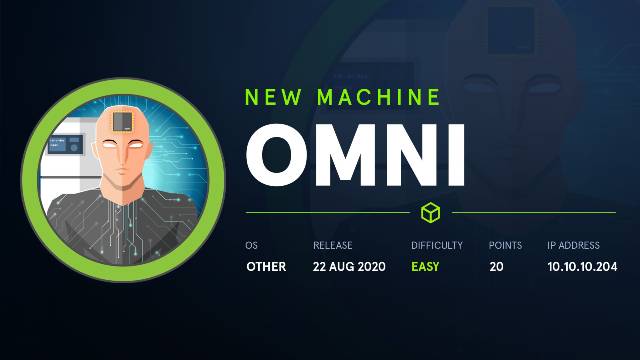 NEW MACHINE
OMNI
OS RELEASE DIFFICULTY POINTS IP ADDRESS
OTHER 22 AUG 2020 EASY 20 10.10.10.204